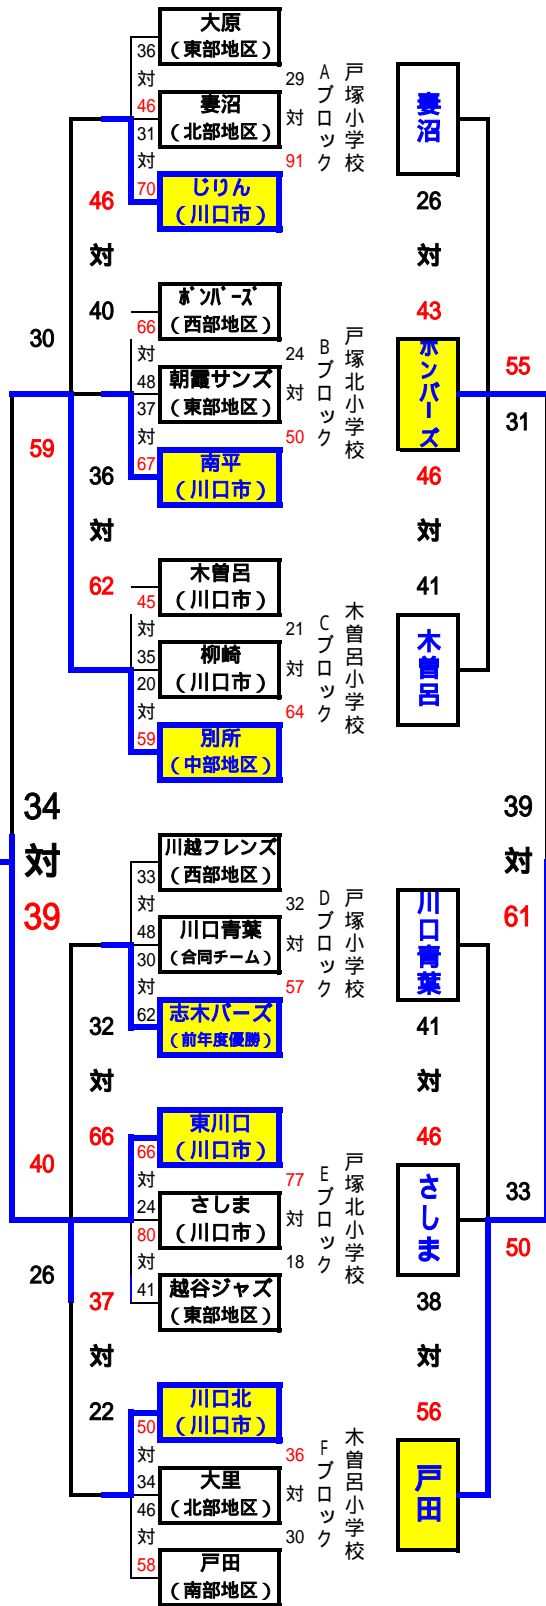 大原
(東部地区)
36
対
46
妻沼
(北部地区)
31
対
70
じりん
(川口市)
29
対
91
Aブロック
戸塚小学校
46
対
40
ボンバーズ
(西部地区)
66
対
48
朝霞サンズ
(東部地区)
37
対
67
南平
(川口市)
24
対
50
Bブロック
戸塚北小学校
30
59
36
対
62
木曽呂
(川口市)
45
対
35
柳崎
(川口市)
20
対
59
別所
(中部地区)
21
対
64
Cブロック
木曽呂小学校
34
対
39
川越フレンズ
(西部地区)
33
対
48
川口青葉
(合同チーム)
30
対
62
志木バーズ
(前年度優勝)
32
対
57
Dブロック
戸塚小学校
32
対
66
東川口
(川口市)
66
対
24
さしま
(川口市)
80
対
41
越谷ジャズ
(東部地区)
77
対
18
Eブロック
戸塚北小学校
40
26
37
対
22
川口北
(川口市)
50
対
34
大里
(北部地区)
46
対
58
戸田
(南部地区)
36
対
30
Fブロック
木曽呂小学校
妻沼
26
対
43
ボンバーズ
46
対
41
木曽呂
55
31
39
対
61
川口青葉
41
対
46
さしま
38
対
56
戸田
33
50